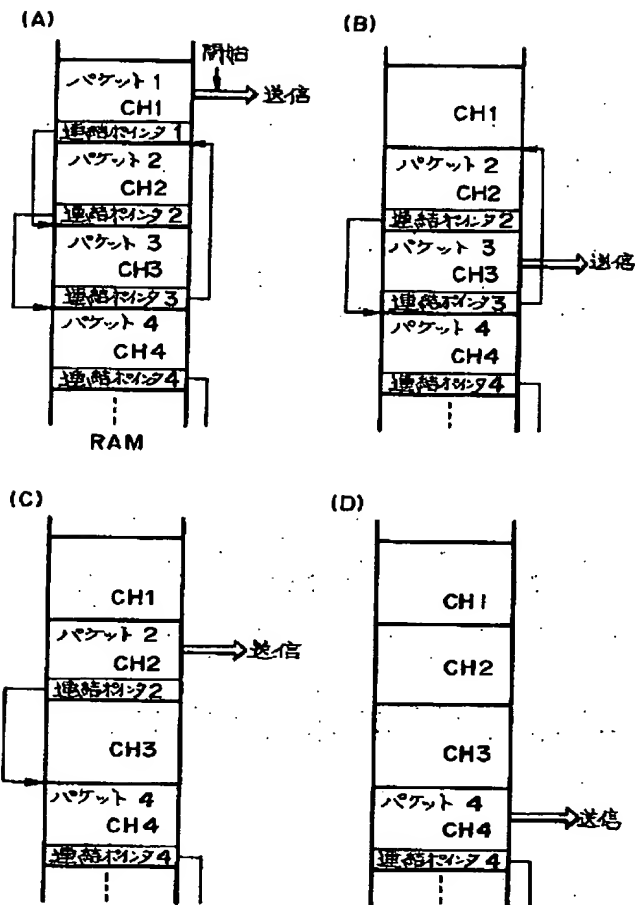 (A)
開始
パケット 1
CH1
送信
連結ポインタ 1
パケット 2
CH2
連結ポインタ 2
パケット 3
CH3
連結ポインタ 3
パケット 4
CH4
連結ポインタ 4
RAM
(B)
CH1
パケット 2
CH2
連結ポインタ 2
パケット 3
CH3
送信
連結ポインタ 3
パケット 4
CH4
連結ポインタ 4
(C)
CH1
パケット 2
CH2
送信
連結ポインタ 2
CH3
パケット 4
CH4
連結ポインタ 4
(D)
CH1
CH2
CH3
パケット 4
CH4
送信
連結ポインタ 4